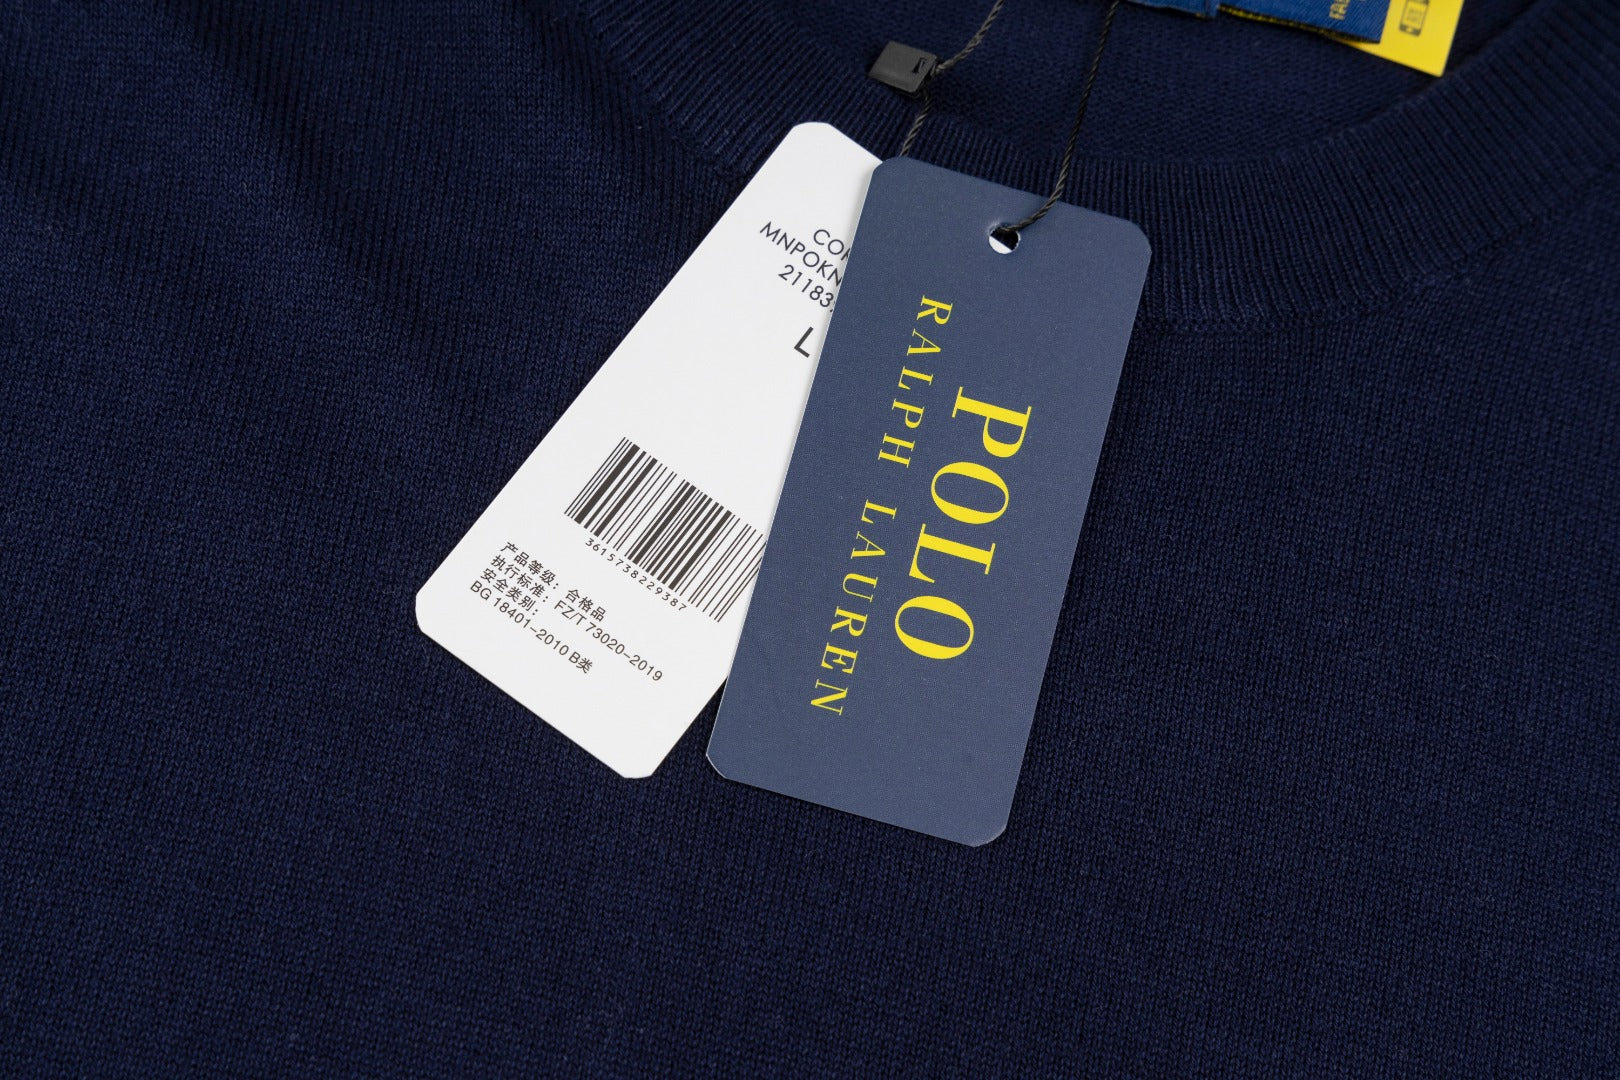 COM
MNPOKN
21183
L
3615738229387
产品等级：合格品
执行标准：FZ/T 73020-2019
安全类别：
BG 18401-2010 B类
POLO
RALPH LAUREN